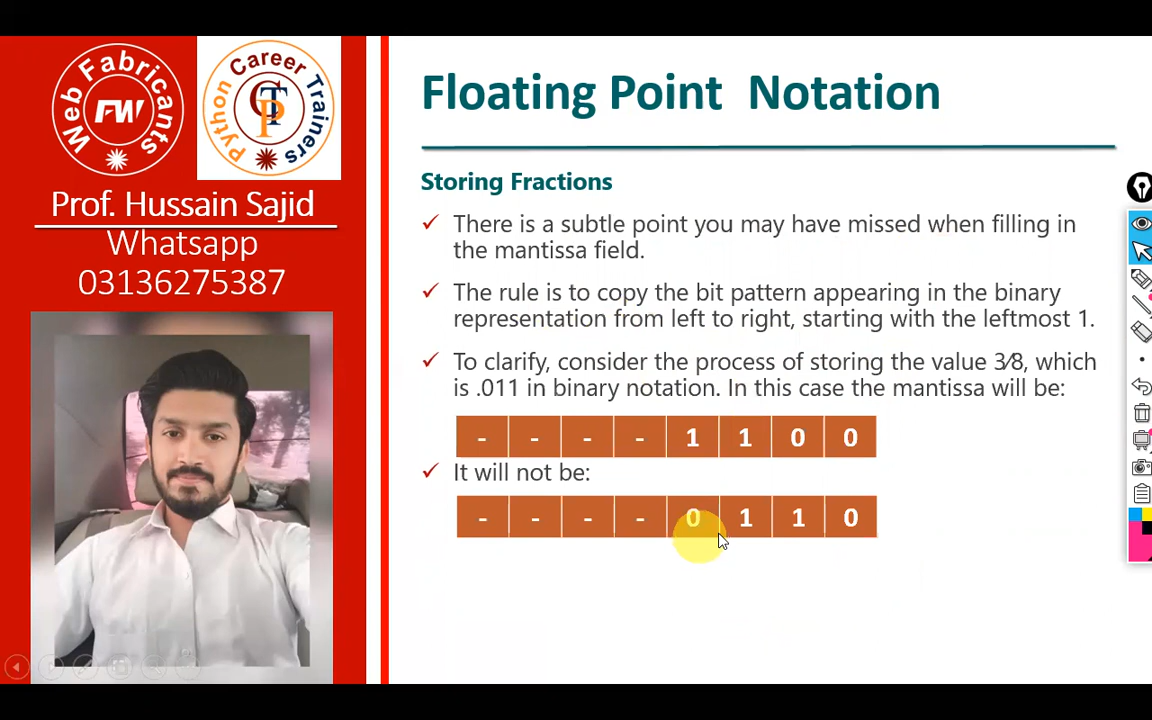 Web Fabricants
FW
Python Career Trainers
CTP
Prof. Hussain Sajid
Whatsapp
03136275387
Floating Point Notation
Storing Fractions
There is a subtle point you may have missed when filling in
the mantissa field.
The rule is to copy the bit pattern appearing in the binary
representation from left to right, starting with the leftmost 1.
To clarify, consider the process of storing the value 3⁄8, which
is .011 in binary notation. In this case the mantissa will be:
- - - - 1 1 0 0
It will not be:
- - - - 0 1 1 0